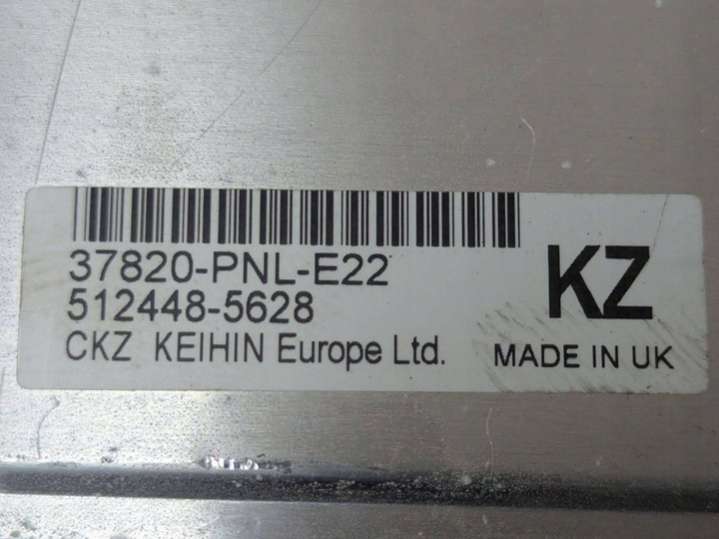 37820-PNL-E22
512448-5628
CKZ KEIHIN Europe Ltd.
KZ
MADE IN UK